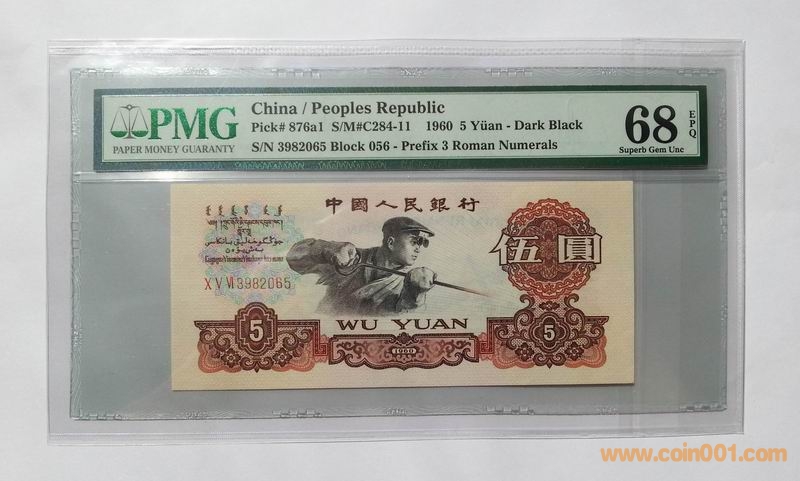 PMG
PAPER MONEY GUARANTY
China / Peoples Republic
Pick# 876a1 S/M#C284-11 1960 5 Yüan - Dark Black
S/N 3982065 Block 056 - Prefix 3 Roman Numerals
68 EPQ
Superb Gem Unc
中國人民銀行
伍圓
X V VI 3982065
5
WU YUAN
5
1960
www.coin001.com